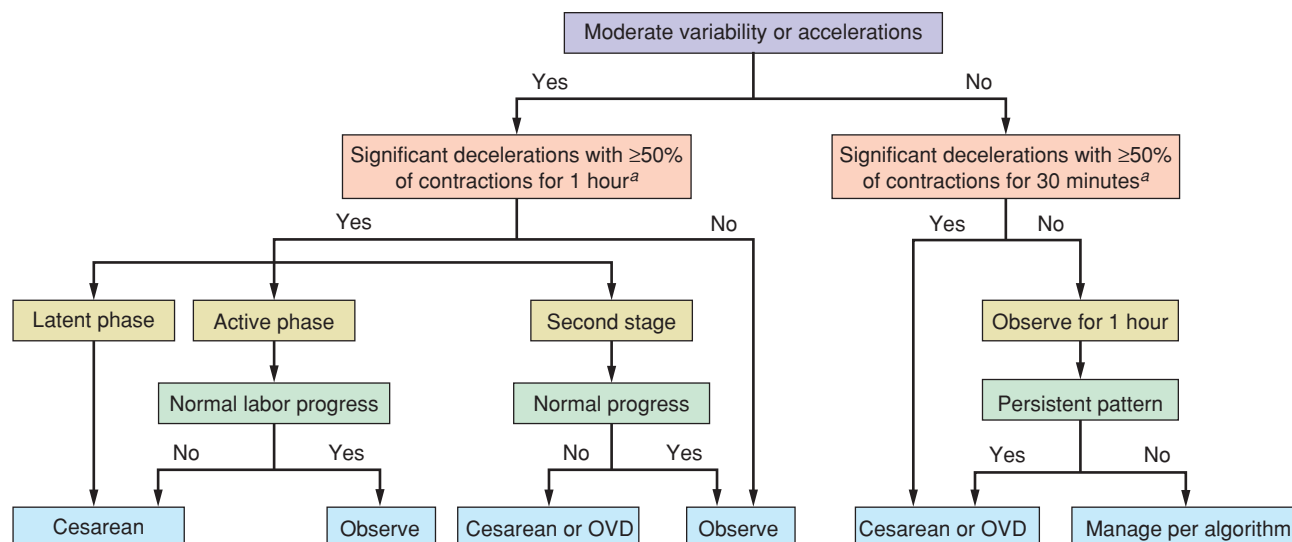 Moderate variability or accelerations
Yes
No
Significant decelerations with ≥50%
of contractions for 1 hourᵃ
Significant decelerations with ≥50%
of contractions for 30 minutesᵃ
Yes
No
Yes
No
Latent phase
Active phase
Second stage
Observe for 1 hour
Normal labor progress
Normal progress
Persistent pattern
No
Yes
No
Yes
Yes
No
Cesarean
Observe
Cesarean or OVD
Observe
Cesarean or OVD
Manage per algorithm